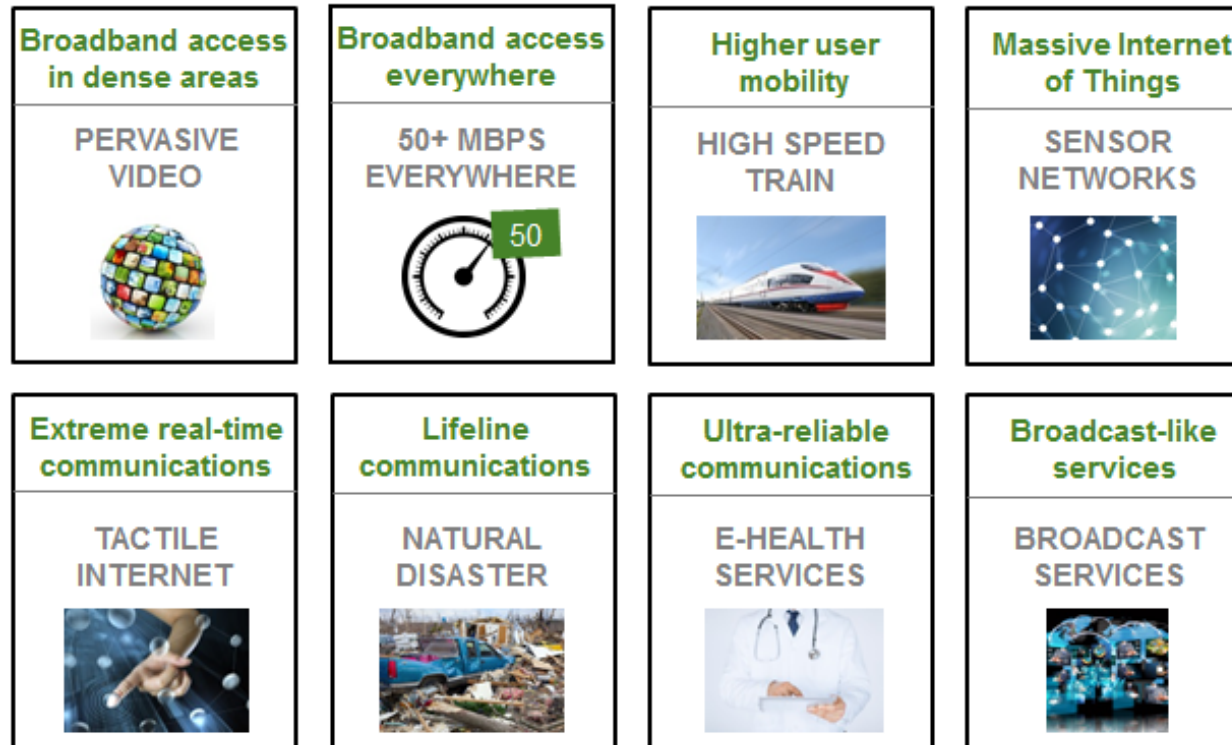 Broadband access
in dense areas
PERVASIVE
VIDEO
Broadband access
everywhere
50+ MBPS
EVERYWHERE
50
Higher user
mobility
HIGH SPEED
TRAIN
Massive Internet
of Things
SENSOR
NETWORKS
Extreme real-time
communications
TACTILE
INTERNET
Lifeline
communications
NATURAL
DISASTER
Ultra-reliable
communications
E-HEALTH
SERVICES
Broadcast-like
services
BROADCAST
SERVICES